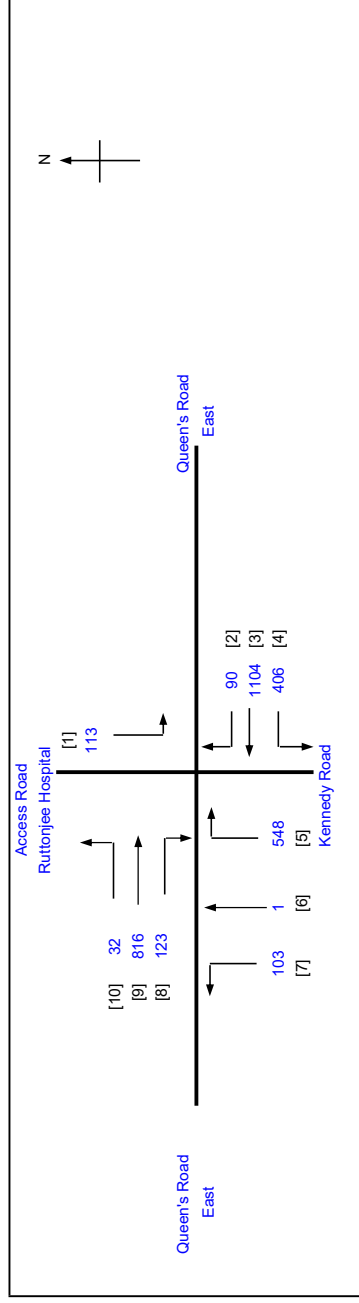 N
Access Road
Ruttonjee Hospital
[1]
113
[10] 32
[9] 816
[8] 123
Queen's Road
East
Queen's Road
East
90 [2]
1104 [3]
406 [4]
103 1 548
[7] [6] [5]
Kennedy Road